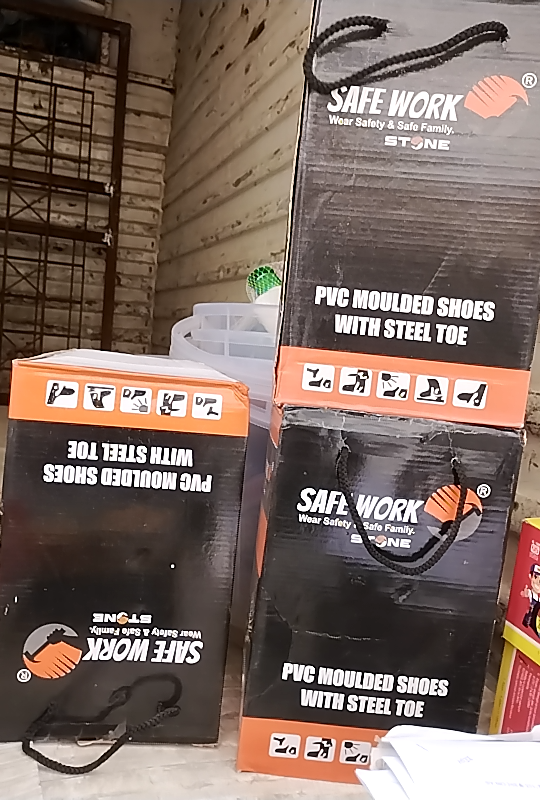 SAFE WORK ®
Wear Safety & Safe Family.
STONE
PVC MOULDED SHOES
WITH STEEL TOE
SAFE WORK ®
Wear Safety & Safe Family.
STONE
PVC MOULDED SHOES
WITH STEEL TOE
SAFE WORK ®
Wear Safety & Safe Family.
STONE
PVC MOULDED SHOES
WITH STEEL TOE